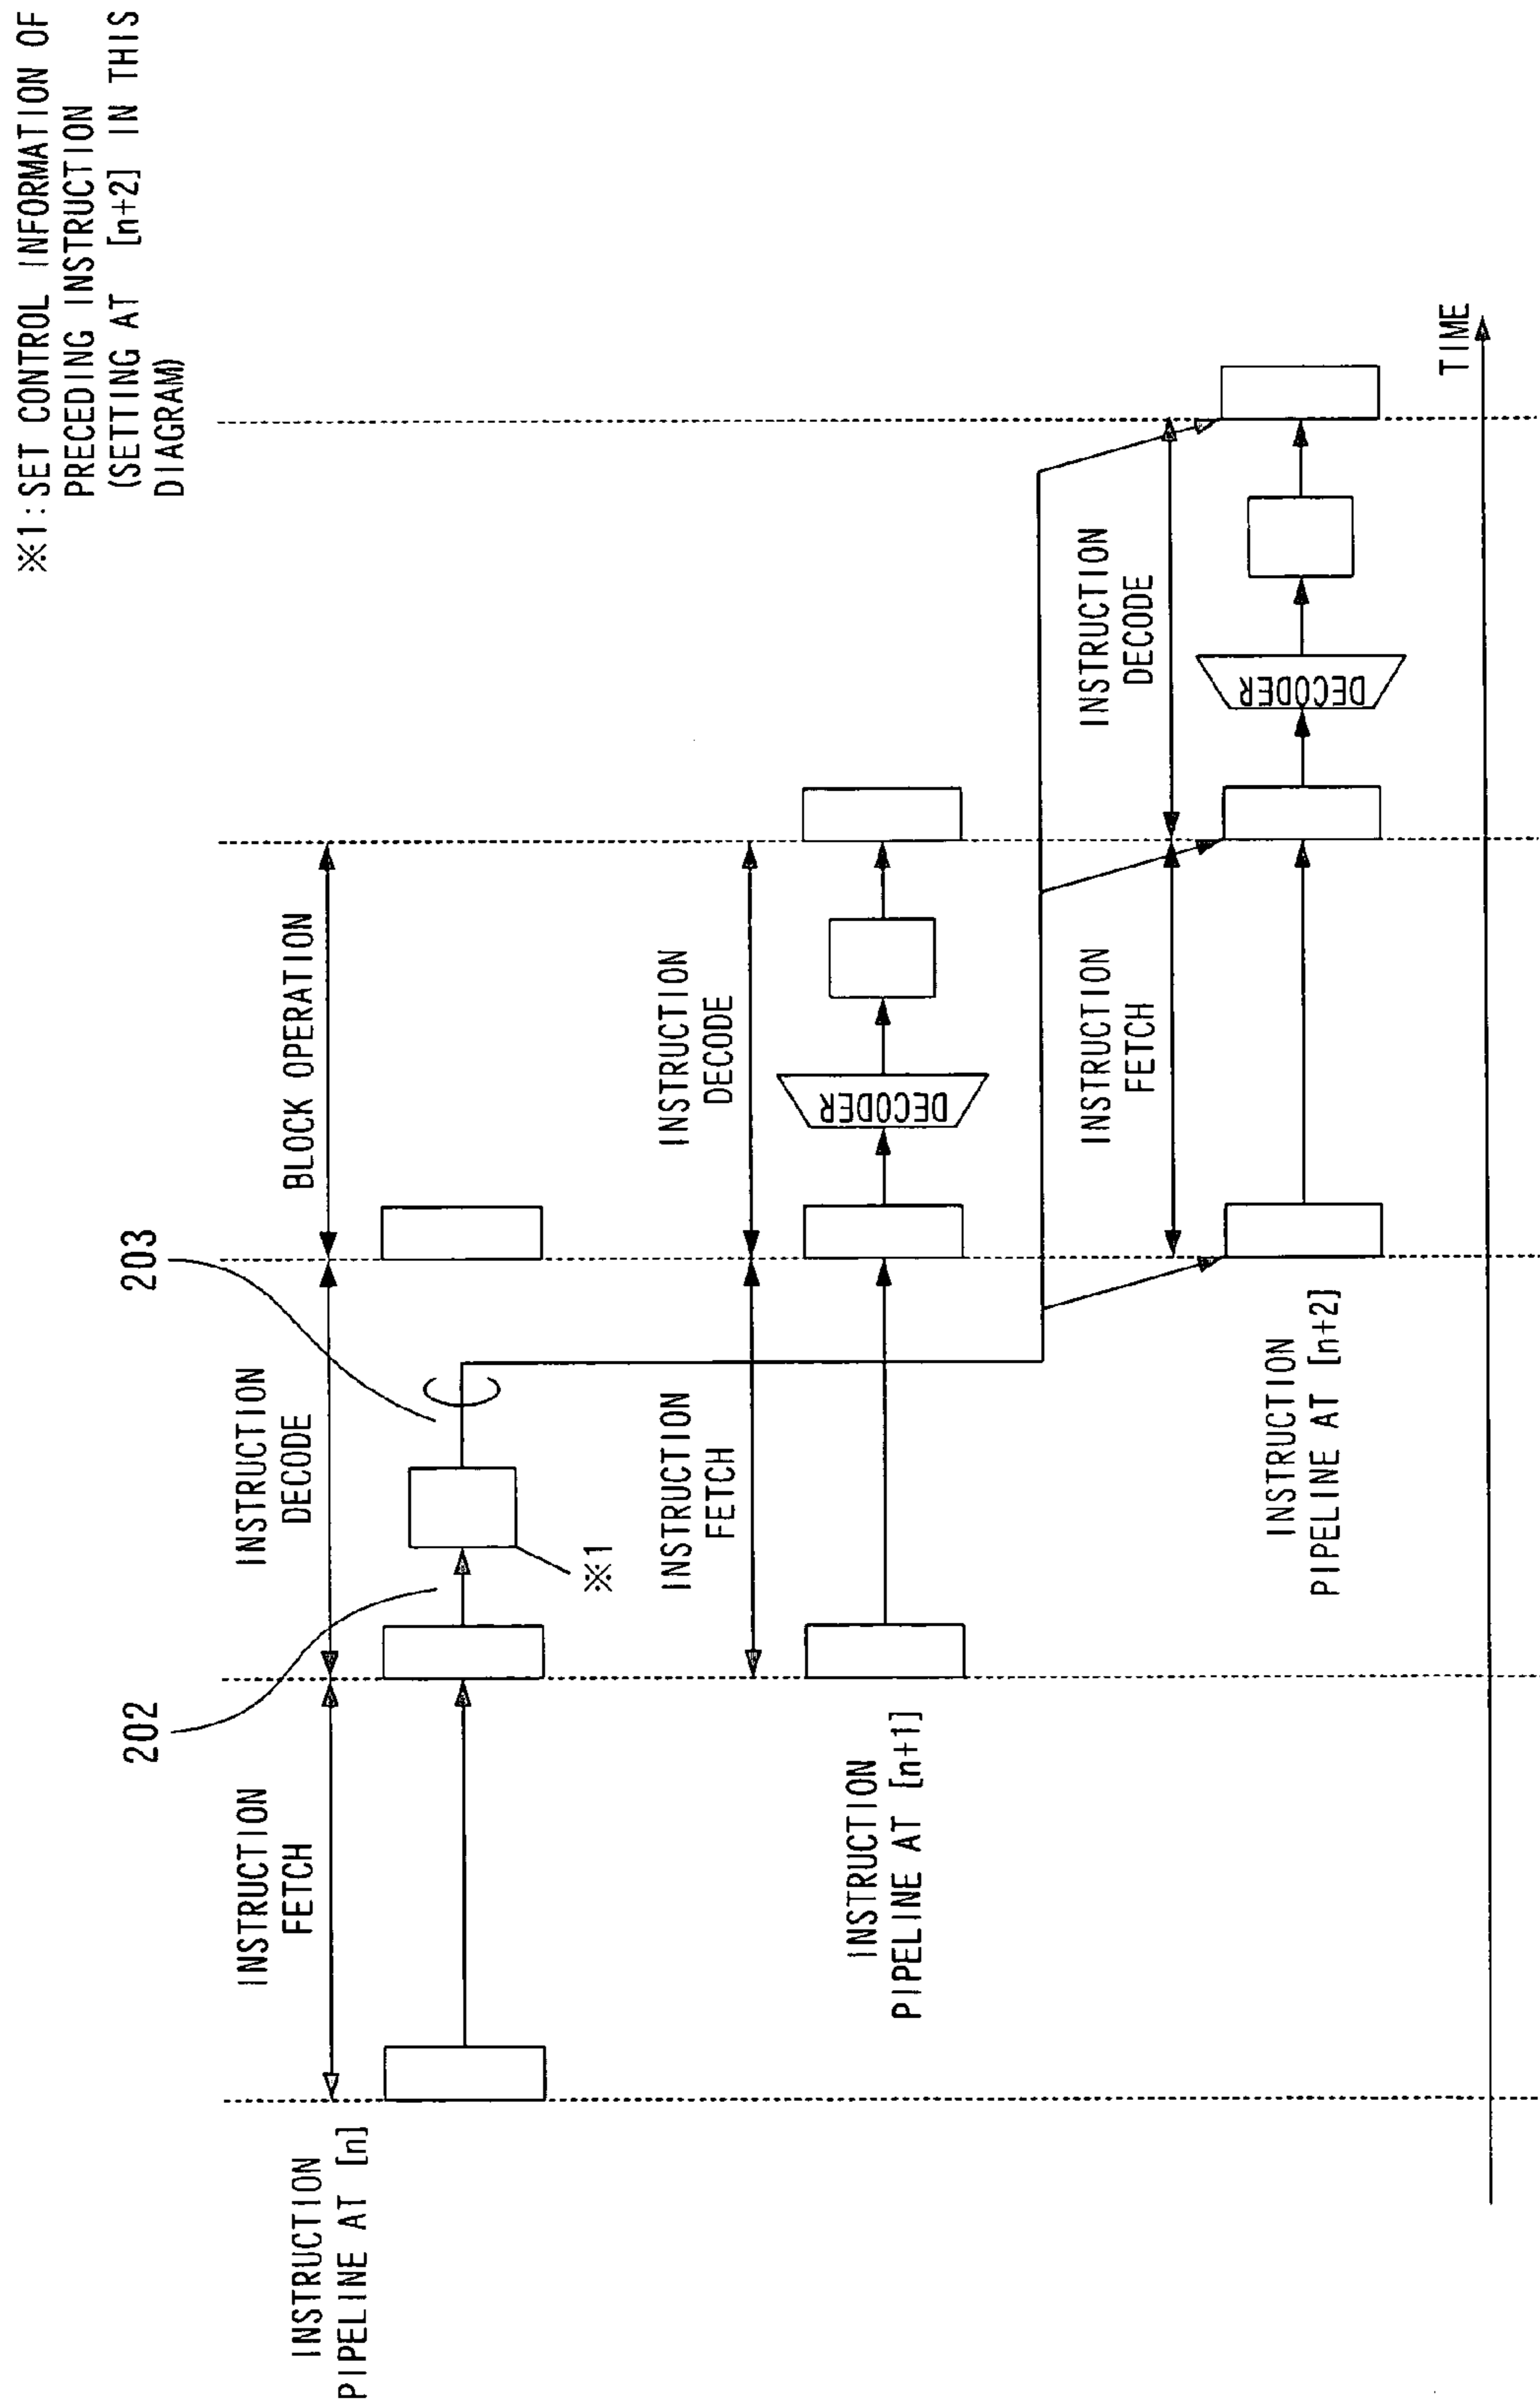 ※1:SET CONTROL INFORMATION OF
PRECEDING INSTRUCTION
(SETTING AT [n+2] IN THIS
DIAGRAM)
202
203
INSTRUCTION
PIPELINE AT [n]
INSTRUCTION
FETCH
INSTRUCTION
DECODE
BLOCK OPERATION
※1
INSTRUCTION
PIPELINE AT [n+1]
INSTRUCTION
FETCH
INSTRUCTION
DECODE
DECODER
INSTRUCTION
PIPELINE AT [n+2]
INSTRUCTION
FETCH
INSTRUCTION
DECODE
DECODER
TIME